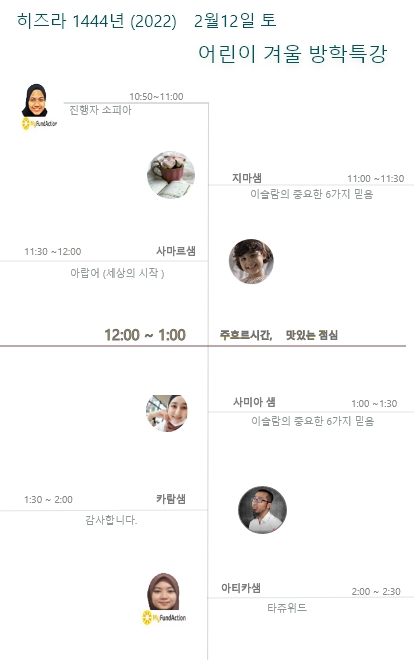 히즈라 1444년 (2022) 2월12일 토
어린이 겨울 방학특강
10:50~11:00
진행자 소피아
MyFundAction
지마샘 11:00 ~11:30
이슬람의 중요한 6가지 믿음
11:30 ~12:00 사마르샘
아랍어 (세상의 시작 )
12:00 ~ 1:00 주흐르시간, 맛있는 점심
사미아 샘 1:00 ~1:30
이슬람의 중요한 6가지 믿음
1:30 ~ 2:00 카람샘
감사합니다.
아티카샘 2:00 ~ 2:30
타쥬위드
MyFundAction